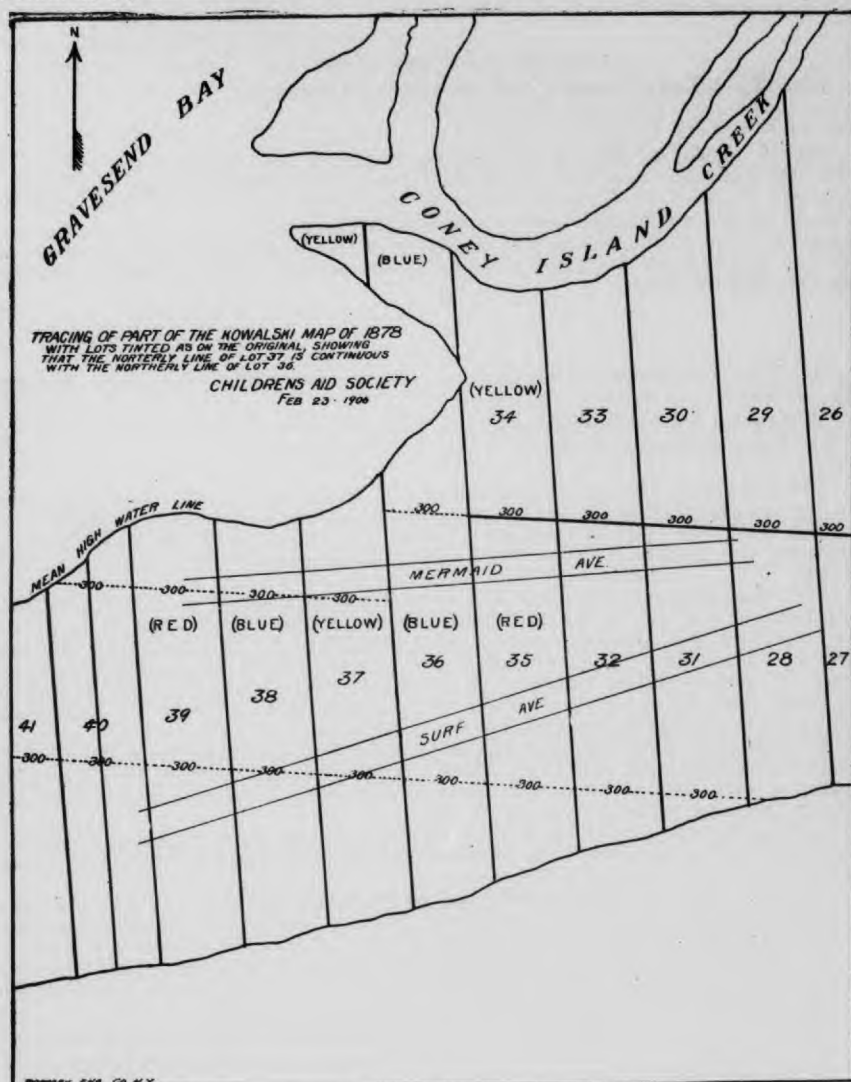 N
GRAVESEND BAY
CONEY ISLAND CREEK
(YELLOW)
(BLUE)
TRACING OF PART OF THE KOWALSKI MAP OF 1878
WITH LOTS TINTED AS ON THE ORIGINAL, SHOWING
THAT THE NORTERLY LINE OF LOT 37 IS CONTINUOUS
WITH THE NORTHERLY LINE OF LOT 36.
CHILDRENS AID SOCIETY
FEB 23 - 1906
(YELLOW)
34 33 30 29 26
MEAN HIGH WATER LINE
300 300 300 300 300 300
MERMAID AVE.
300 300 300 300
(RED) (BLUE) (YELLOW) (BLUE) (RED)
41 40 39 38 37 36 35 32 31 28 27
SURF AVE
300 300 300 300 300 300 300 300 300
ENG. CO. N.Y.